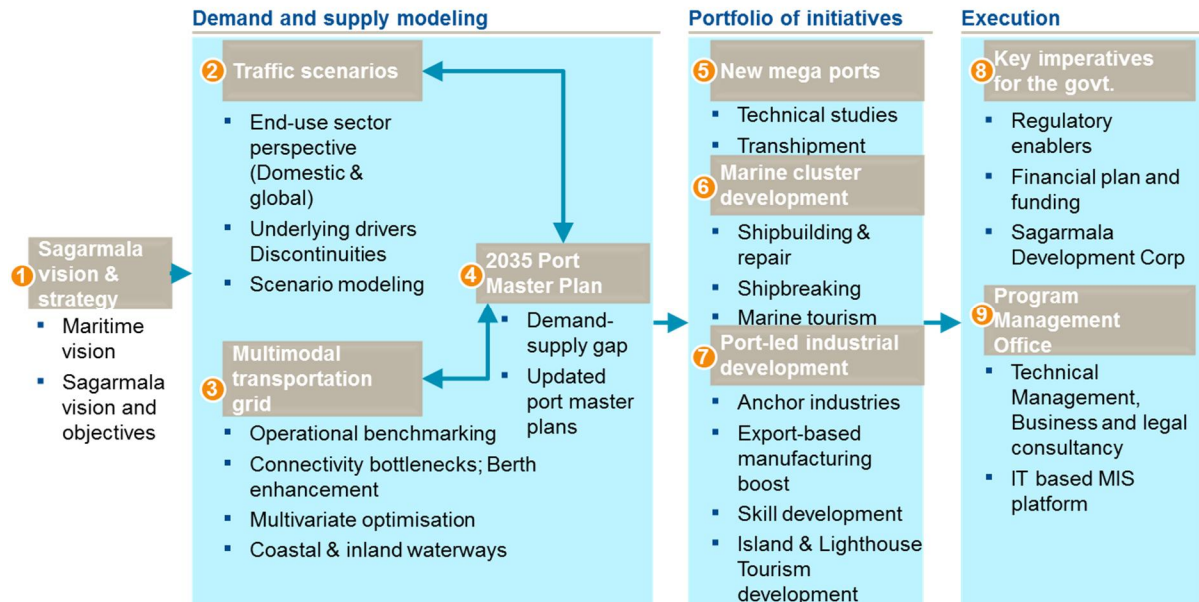 Demand and supply modeling
Portfolio of initiatives
Execution
1
Sagarmala
vision &
strategy
Maritime
vision
Sagarmala
vision and
objectives
2
Traffic scenarios
End-use sector
perspective
(Domestic &
global)
Underlying drivers
Discontinuities
Scenario modeling
3
Multimodal
transportation
grid
Operational benchmarking
Connectivity bottlenecks; Berth
enhancement
Multivariate optimisation
Coastal & inland waterways
4
2035 Port
Master Plan
Demand-
supply gap
Updated
port master
plans
5
New mega ports
Technical studies
Transhipment
6
Marine cluster
development
Shipbuilding &
repair
Shipbreaking
Marine tourism
7
Port-led industrial
development
Anchor industries
Export-based
manufacturing
boost
Skill development
Island & Lighthouse
Tourism
development
8
Key imperatives
for the govt.
Regulatory
enablers
Financial plan and
funding
Sagarmala
Development Corp
9
Program
Management
Office
Technical
Management,
Business and legal
consultancy
IT based MIS
platform